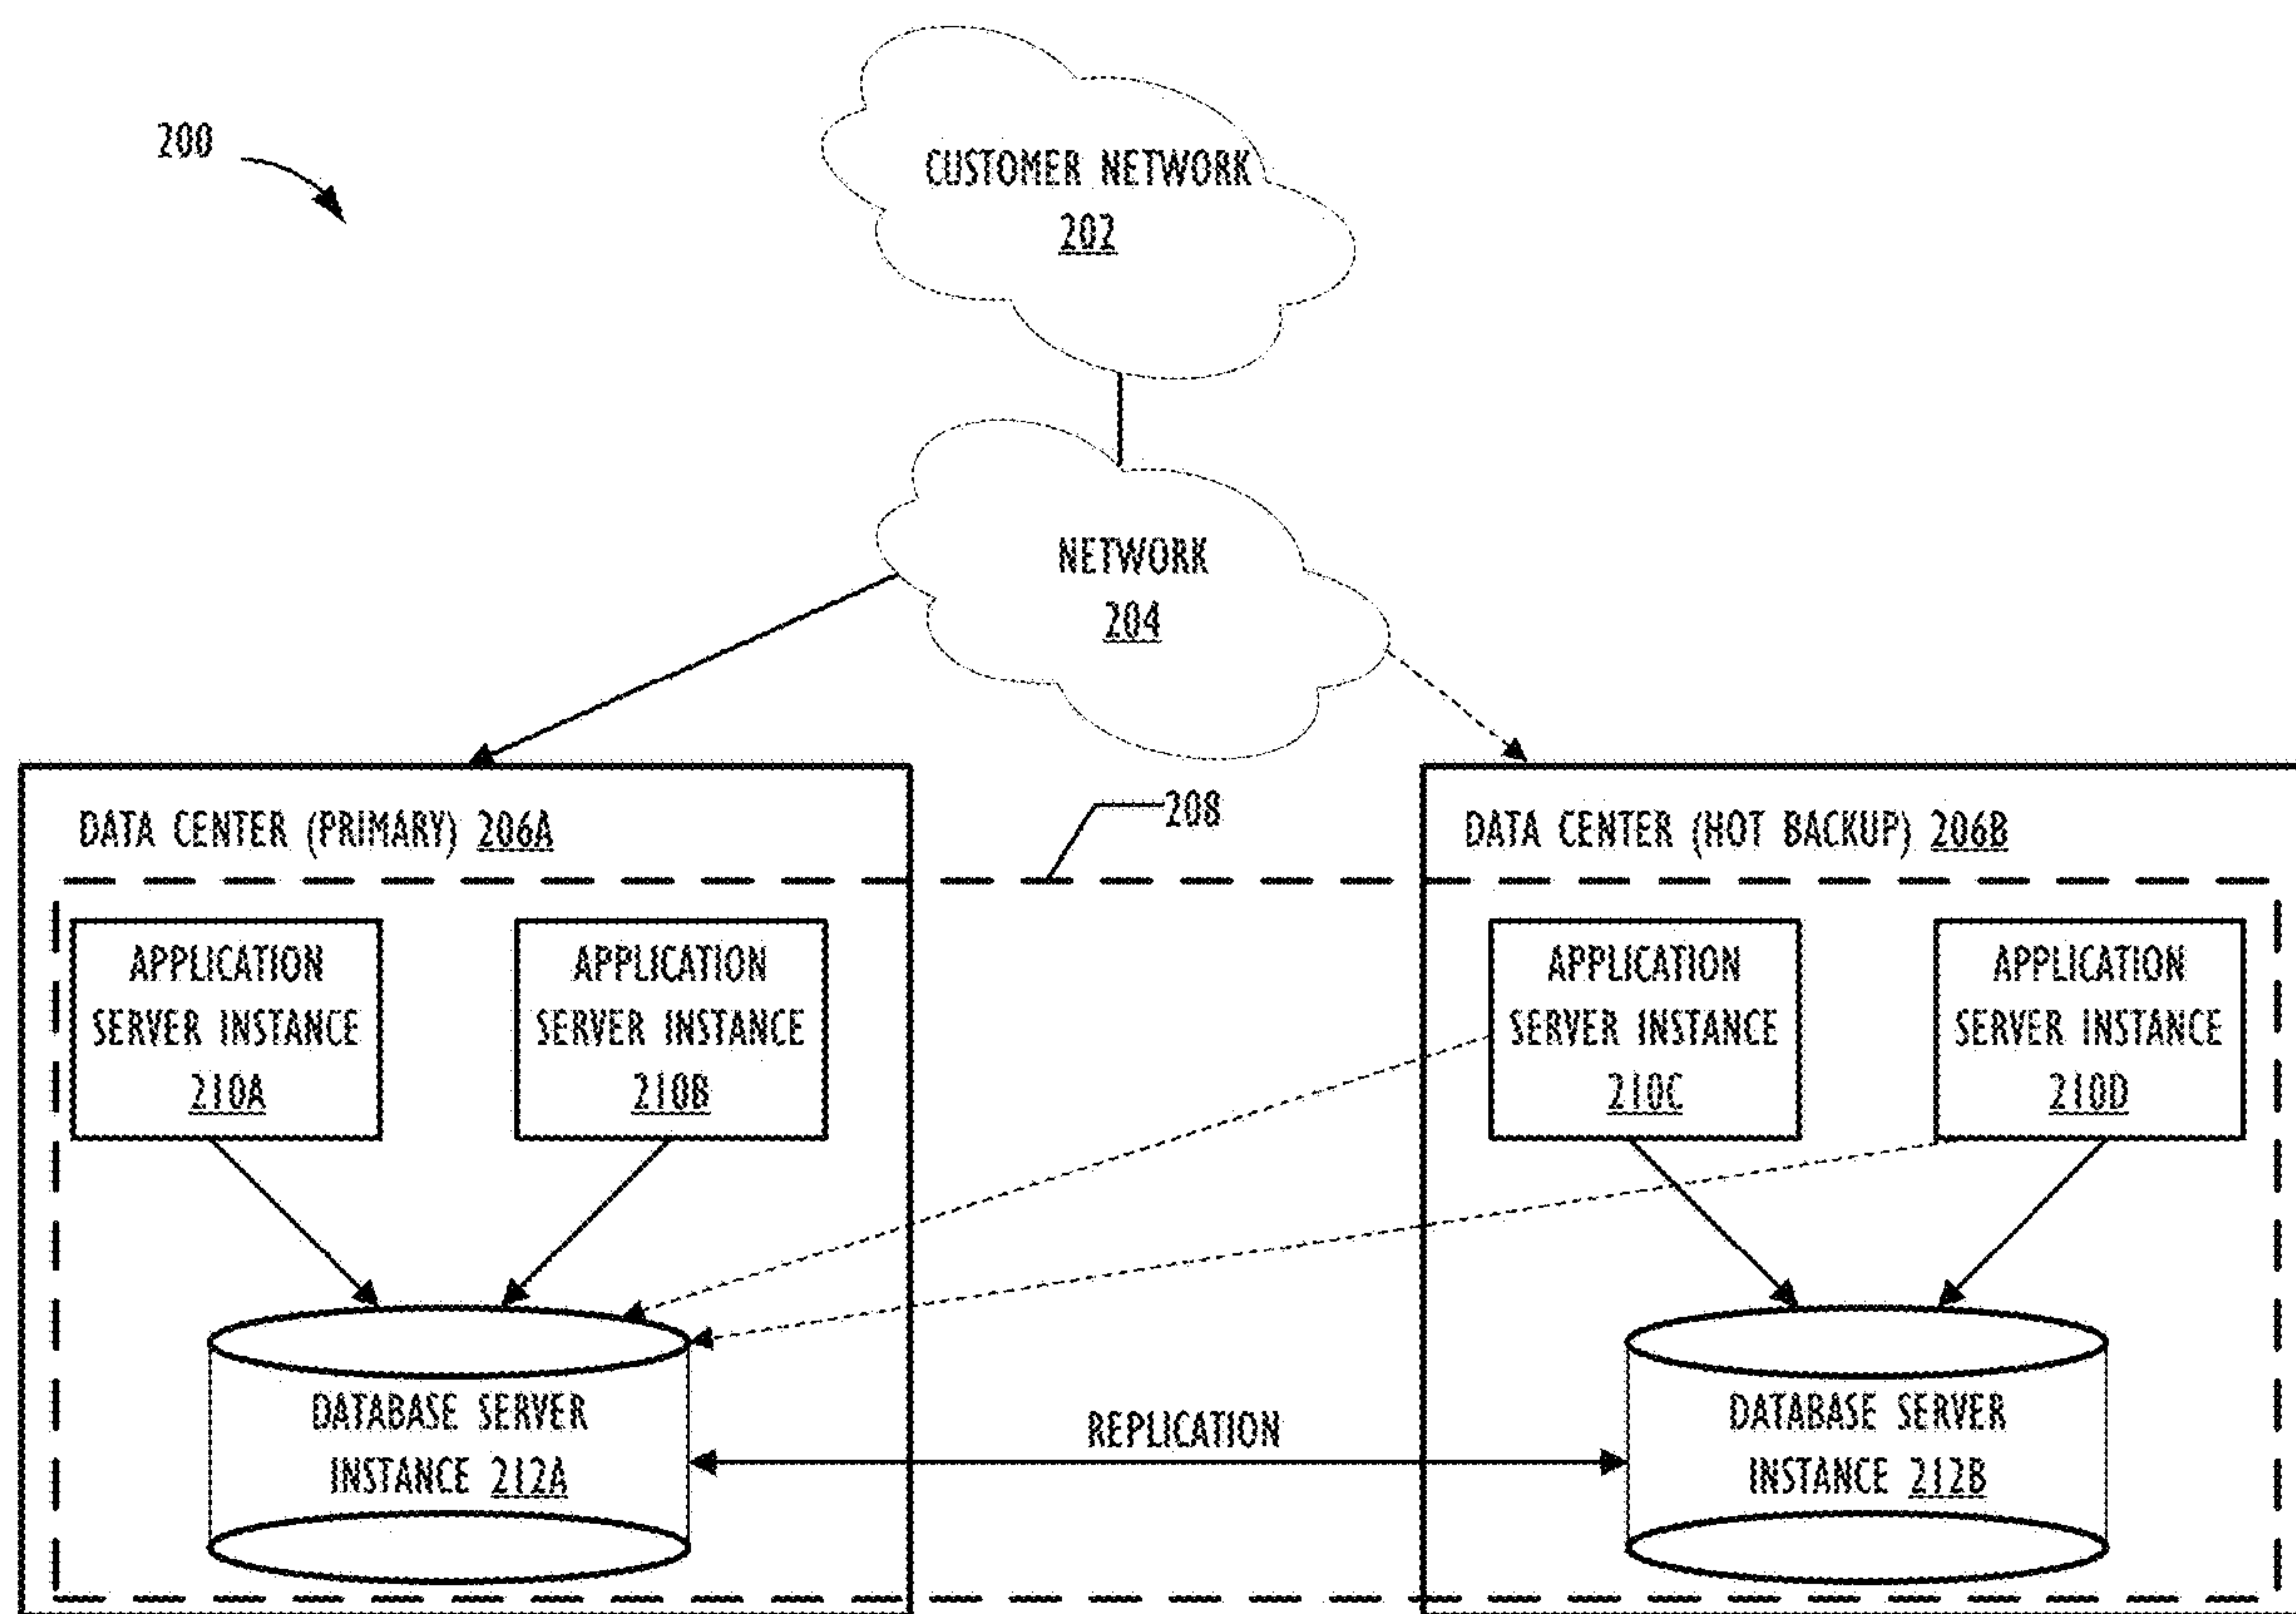 200
CUSTOMER NETWORK
202
NETWORK
204
208
DATA CENTER (PRIMARY) 206A
DATA CENTER (HOT BACKUP) 206B
APPLICATION
SERVER INSTANCE
210A
APPLICATION
SERVER INSTANCE
210B
APPLICATION
SERVER INSTANCE
210C
APPLICATION
SERVER INSTANCE
210D
DATABASE SERVER
INSTANCE 212A
REPLICATION
DATABASE SERVER
INSTANCE 212B